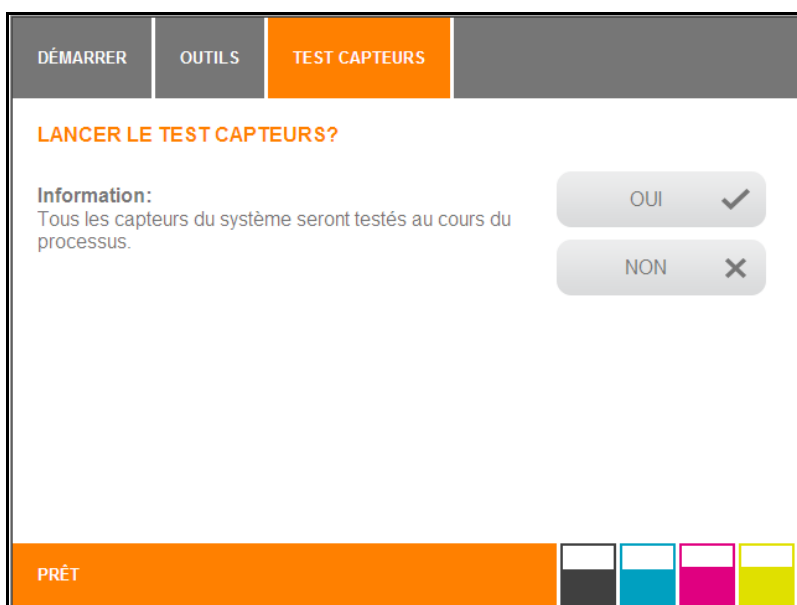 DÉMARRER
OUTILS
TEST CAPTEURS
LANCER LE TEST CAPTEURS?
Information:
Tous les capteurs du système seront testés au cours du
processus.
OUI
NON
PRÊT